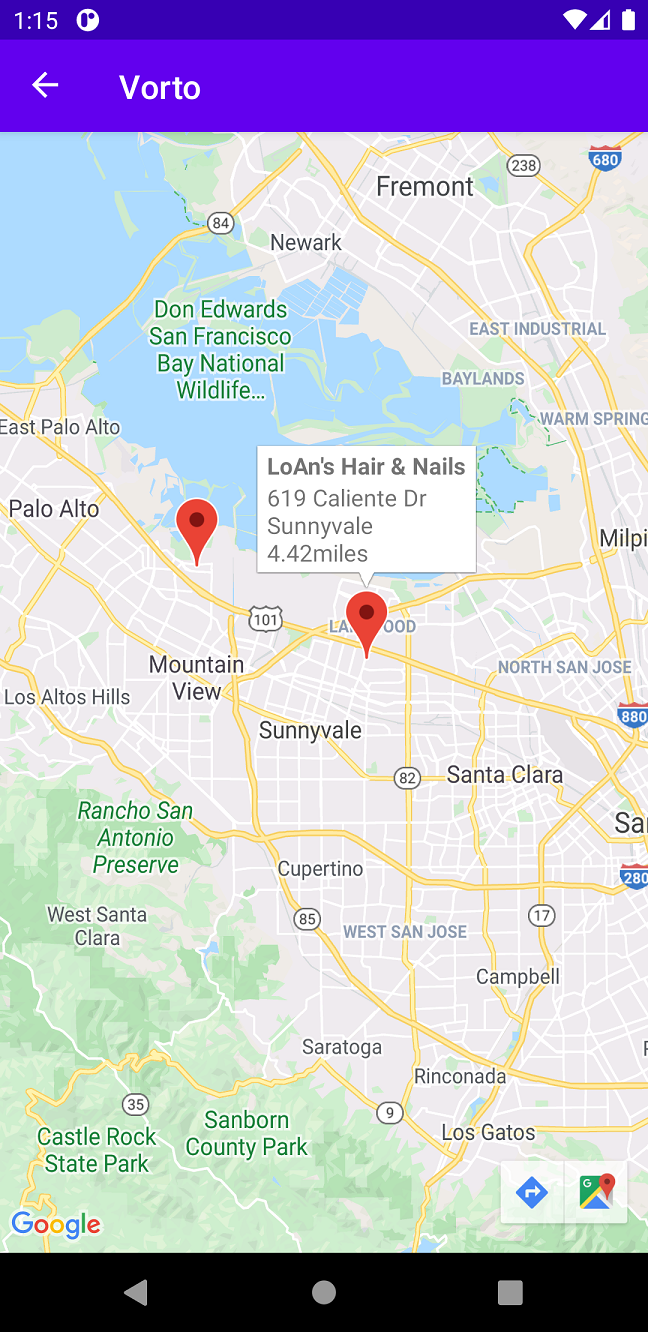 1:15
Vorto
680
238
Fremont
84
Newark
Don Edwards
San Francisco
Bay National
Wildlife...
EAST INDUSTRIAL
BAYLANDS
WARM SPRING
East Palo Alto
LoAn's Hair & Nails
619 Caliente Dr
Sunnyvale
4.42miles
Palo Alto
Milpi
101
LA
OOD
Mountain
View
NORTH SAN JOSE
Los Altos Hills
880
Sunnyvale
82
Santa Clara
Rancho San
Antonio
Preserve
Sa
Cupertino
280
West Santa
Clara
85
17
WEST SAN JOSE
Campbell
Saratoga
Rinconada
35
9
Castle Rock
State Park
Sanborn
County Park
Los Gatos
G
Google